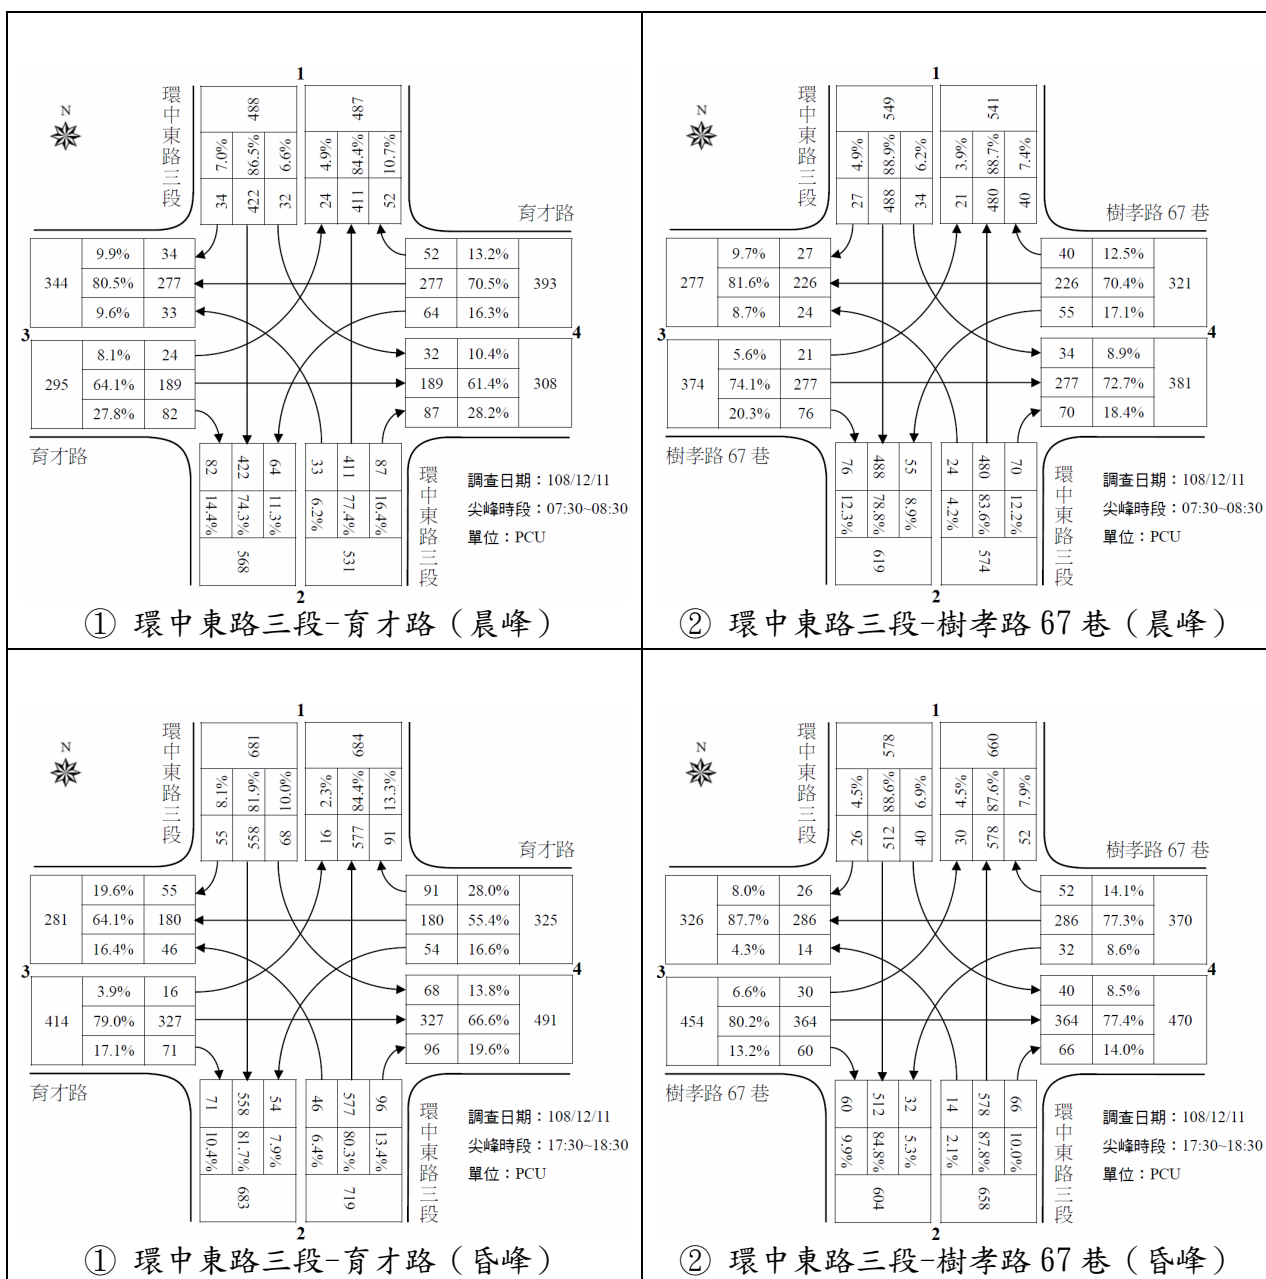 1
N
環中東路三段
488
487
7.0% 86.5% 6.6%
4.9% 84.4% 10.7%
34 422 32
24 411 52
育才路
344
9.9% 34
80.5% 277
9.6% 33
52 13.2%
277 70.5%
64 16.3%
393
3
4
295
8.1% 24
64.1% 189
27.8% 82
32 10.4%
189 61.4%
87 28.2%
308
育才路
82 422 64
33 411 87
14.4% 74.3% 11.3%
6.2% 77.4% 16.4%
568
531
環中東路三段
調查日期：108/12/11
尖峰時段：07:30~08:30
單位：PCU
2
① 環中東路三段-育才路（晨峰）
1
N
環中東路三段
549
541
4.9% 88.9% 6.2%
3.9% 88.7% 7.4%
27 488 34
21 480 40
樹孝路 67 巷
277
9.7% 27
81.6% 226
8.7% 24
40 12.5%
226 70.4%
55 17.1%
321
3
4
374
5.6% 21
74.1% 277
20.3% 76
34 8.9%
277 72.7%
70 18.4%
381
樹孝路 67 巷
76 488 55
24 480 70
12.3% 78.8% 8.9%
4.2% 83.6% 12.2%
619
574
環中東路三段
調查日期：108/12/11
尖峰時段：07:30~08:30
單位：PCU
2
② 環中東路三段-樹孝路 67 巷（晨峰）
1
N
環中東路三段
681
684
8.1% 81.9% 10.0%
2.3% 84.4% 13.3%
55 558 68
16 577 91
育才路
281
19.6% 55
64.1% 180
16.4% 46
91 28.0%
180 55.4%
54 16.6%
325
3
4
414
3.9% 16
79.0% 327
17.1% 71
68 13.8%
327 66.6%
96 19.6%
491
育才路
71 558 54
46 577 96
10.4% 81.7% 7.9%
6.4% 80.3% 13.4%
683
719
環中東路三段
調查日期：108/12/11
尖峰時段：17:30~18:30
單位：PCU
2
① 環中東路三段-育才路（昏峰）
1
N
環中東路三段
578
660
4.5% 88.6% 6.9%
4.5% 87.6% 7.9%
26 512 40
30 578 52
樹孝路 67 巷
326
8.0% 26
87.7% 286
4.3% 14
52 14.1%
286 77.3%
32 8.6%
370
3
4
454
6.6% 30
80.2% 364
13.2% 60
40 8.5%
364 77.4%
66 14.0%
470
樹孝路 67 巷
60 512 32
14 578 66
9.9% 84.8% 5.3%
2.1% 87.8% 10.0%
604
658
環中東路三段
調查日期：108/12/11
尖峰時段：17:30~18:30
單位：PCU
2
② 環中東路三段-樹孝路 67 巷（昏峰）